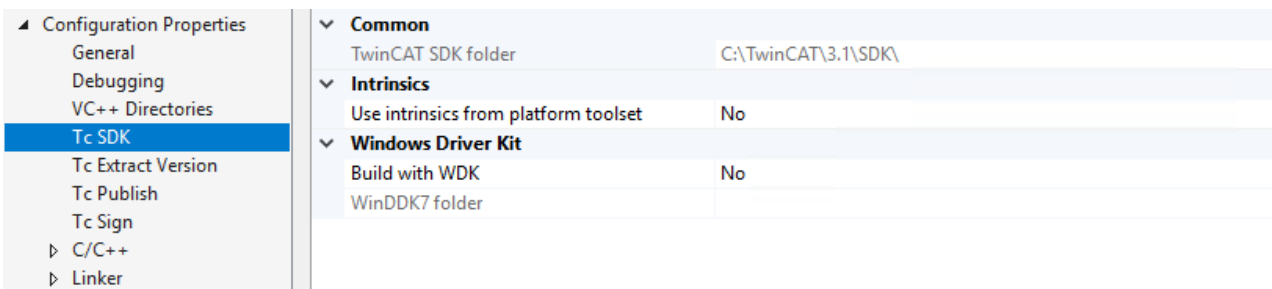 Configuration Properties
General
Debugging
VC++ Directories
Tc SDK
Tc Extract Version
Tc Publish
Tc Sign
C/C++
Linker
Common
TwinCAT SDK folder C:\TwinCAT\3.1\SDK\
Intrinsics
Use intrinsics from platform toolset No
Windows Driver Kit
Build with WDK No
WinDDK7 folder